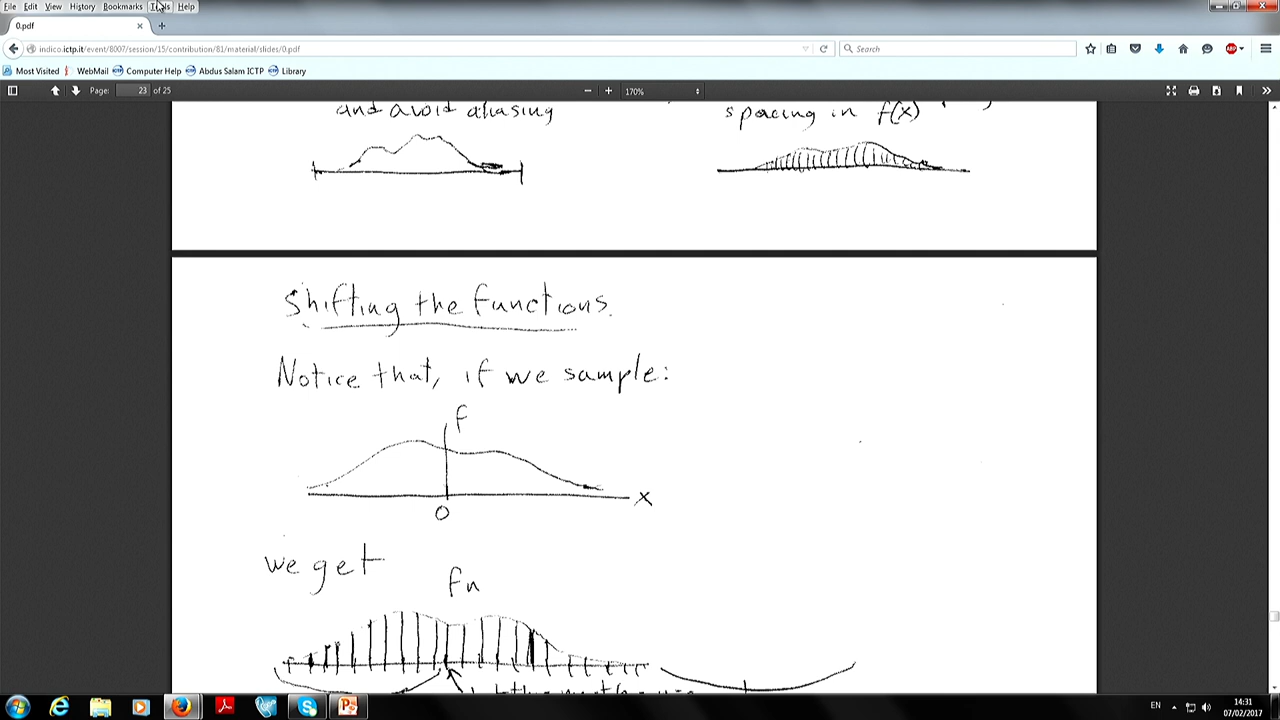 File Edit View History Bookmarks Tools Help
0.pdf
indico.ictp.it/event/8007/session/15/contribution/81/material/slides/0.pdf
Search
Most Visited WebMail Computer Help Abdus Salam ICTP Library
Page: 23 of 25
170%
and avoid aliasing
spacing in f(x)
Shifting the functions.
Notice that, if we sample:
f
x
0
we get
fn
EN
14:31
07/02/2017